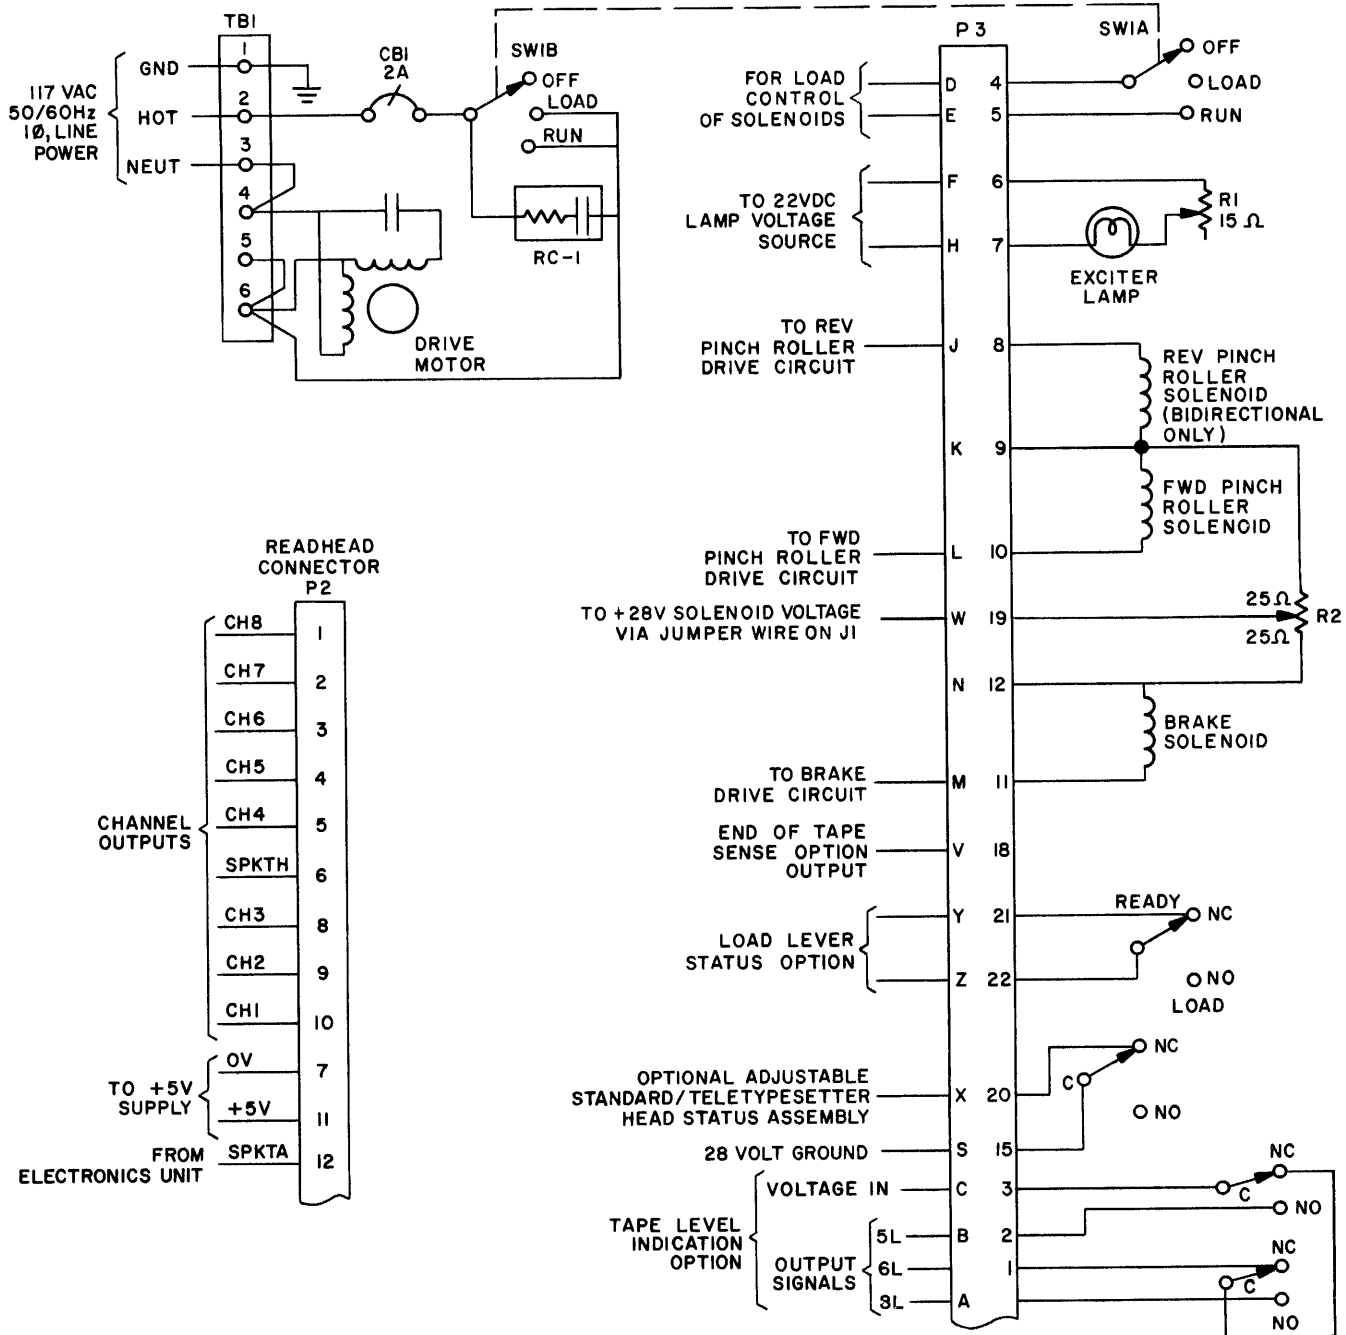 TB1
1
GND
2
HOT
3
NEUT
4
5
6
117 VAC
50/60Hz
1Ø, LINE
POWER
CB1
2A
SW1B
OFF
LOAD
RUN
RC-1
DRIVE
MOTOR
P3
SW1A
OFF
LOAD
RUN
FOR LOAD
CONTROL
OF SOLENOIDS
D 4
E 5
TO 22VDC
LAMP VOLTAGE
SOURCE
F 6
H 7
R1
15Ω
EXCITER
LAMP
TO REV
PINCH ROLLER
DRIVE CIRCUIT
J 8
REV PINCH
ROLLER
SOLENOID
(BIDIRECTIONAL
ONLY)
K 9
FWD PINCH
ROLLER
SOLENOID
TO FWD
PINCH ROLLER
DRIVE CIRCUIT
L 10
TO +28V SOLENOID VOLTAGE
VIA JUMPER WIRE ON J1
W 19
25Ω
R2
25Ω
N 12
BRAKE
SOLENOID
TO BRAKE
DRIVE CIRCUIT
M 11
END OF TAPE
SENSE OPTION
OUTPUT
V 18
LOAD LEVER
STATUS OPTION
Y 21
Z 22
READY
NC
NO
LOAD
OPTIONAL ADJUSTABLE
STANDARD/TELETYPESETTER
HEAD STATUS ASSEMBLY
X 20
NC
C
NO
28 VOLT GROUND
S 15
TAPE LEVEL
INDICATION
OPTION
VOLTAGE IN
C 3
NC
C
NO
OUTPUT
SIGNALS
5L
B 2
6L
1
8L
A
NC
C
NO
READHEAD
CONNECTOR
P2
CHANNEL
OUTPUTS
CH8 1
CH7 2
CH6 3
CH5 4
CH4 5
SPKTH 6
CH3 8
CH2 9
CH1 10
TO +5V
SUPPLY
0V 7
+5V 11
FROM
ELECTRONICS UNIT
SPKTA 12